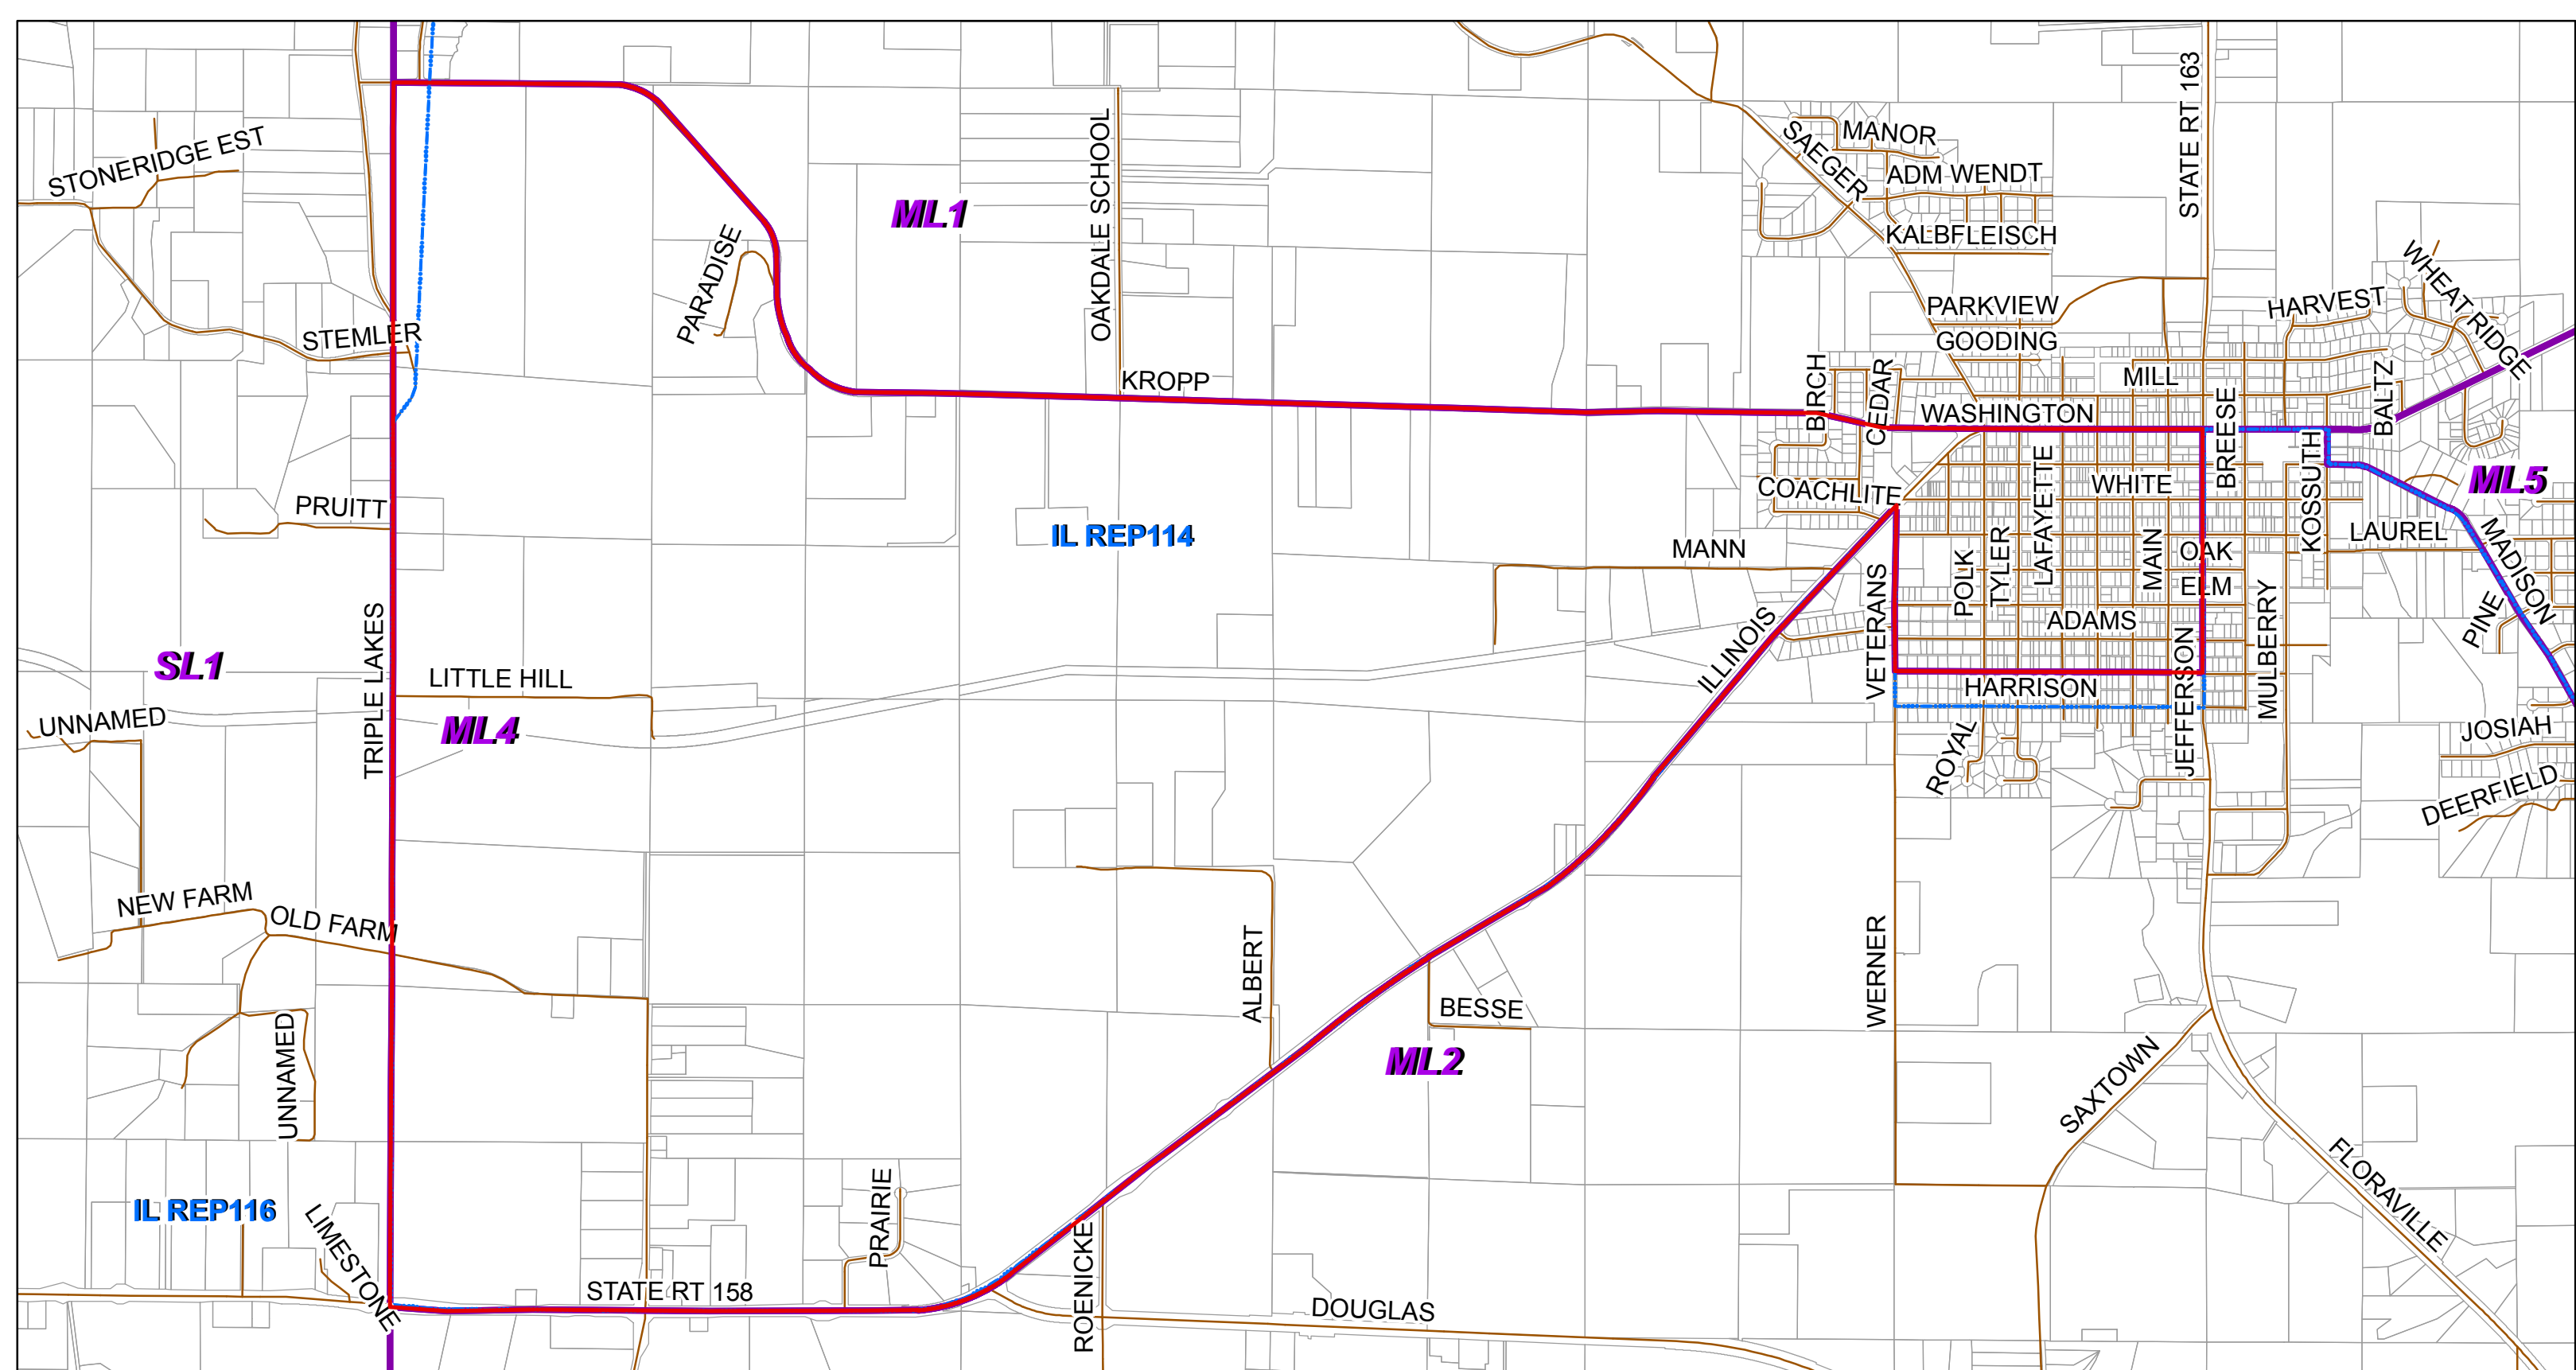 STATE RT 163
MANOR
SAEGER
ADM WENDT
STONERIDGE EST
OAKDALE SCHOOL
ML1
KALBFLEISCH
PARADISE
WHEAT RIDGE
HARVEST
PARKVIEW
STEMLER
GOODING
KROPP
MILL
BIRCH
CEDAR
WASHINGTON
BREESE
BALTZ
KOSSUTH
ML5
COACHLITE
WHITE
LAFAYETTE
PRUITT
IL REP114
MANN
LAUREL
MADISON
OAK
MAIN
TYLER
POLK
ELM
VETERANS
ADAMS
MULBERRY
PINE
ILLINOIS
TRIPLE LAKES
SL1
LITTLE HILL
HARRISON
JEFFERSON
UNNAMED
ML4
ROYAL
JOSIAH
DEERFIELD
NEW FARM
OLD FARM
ALBERT
WERNER
BESSE
UNNAMED
ML2
SAXTOWN
FLORAVILLE
IL REP116
PRAIRIE
LIMESTONE
ROENICKE
STATE RT 158
DOUGLAS